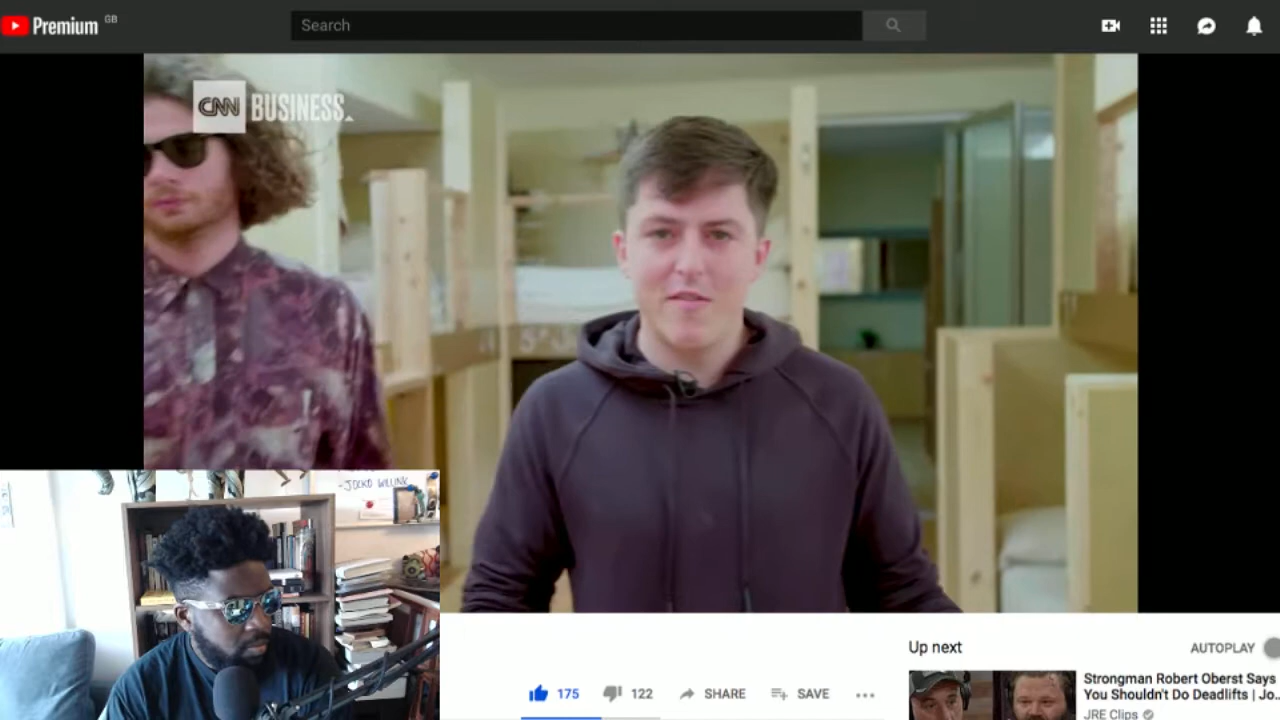 Premium GB
Search
CNN BUSINESS
-JOCKO WILLINK
Up next
AUTOPLAY
175
122
SHARE
SAVE
Strongman Robert Oberst Says
You Shouldn't Do Deadlifts | Jo...
JRE Clips